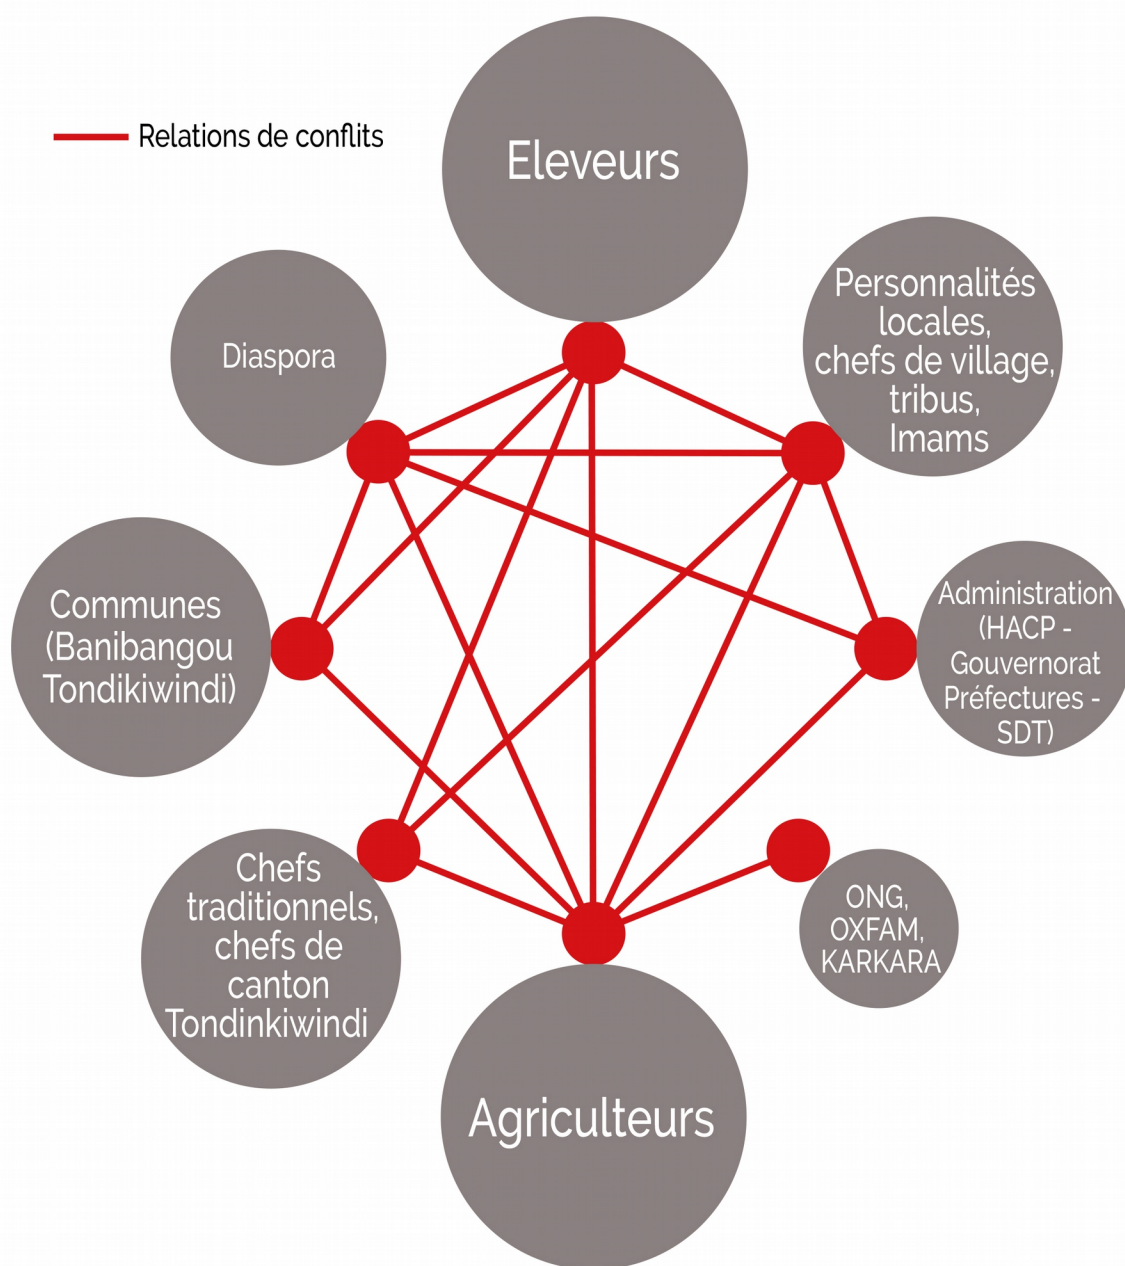 Relations de conflits
Eleveurs
Personnalités
locales,
chefs de village,
tribus,
Imams
Diaspora
Communes
(Banibangou
Tondikiwindi)
Administration
(HACP -
Gouvernorat
Préfectures -
SDT)
Chefs
traditionnels,
chefs de
canton
Tondinkiwindi
ONG,
OXFAM,
KARKARA
Agriculteurs